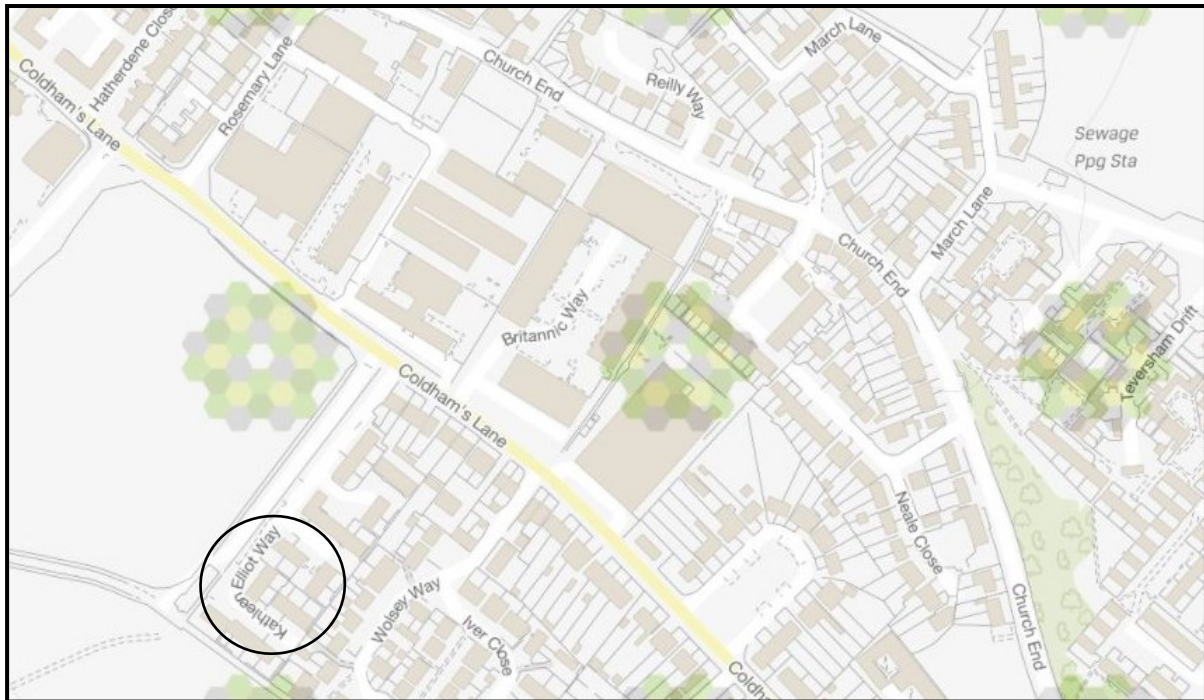 Hatherdene Close
Rosemary Lane
Coldham's Lane
Church End
Reilly Way
March Lane
Sewage
Ppg Sta
March Lane
Church End
Teversham Drift
Britannic Way
Coldham's Lane
Neale Close
Kathleen Elliot Way
Wolsey Way
Iver Close
Church End
Coldh